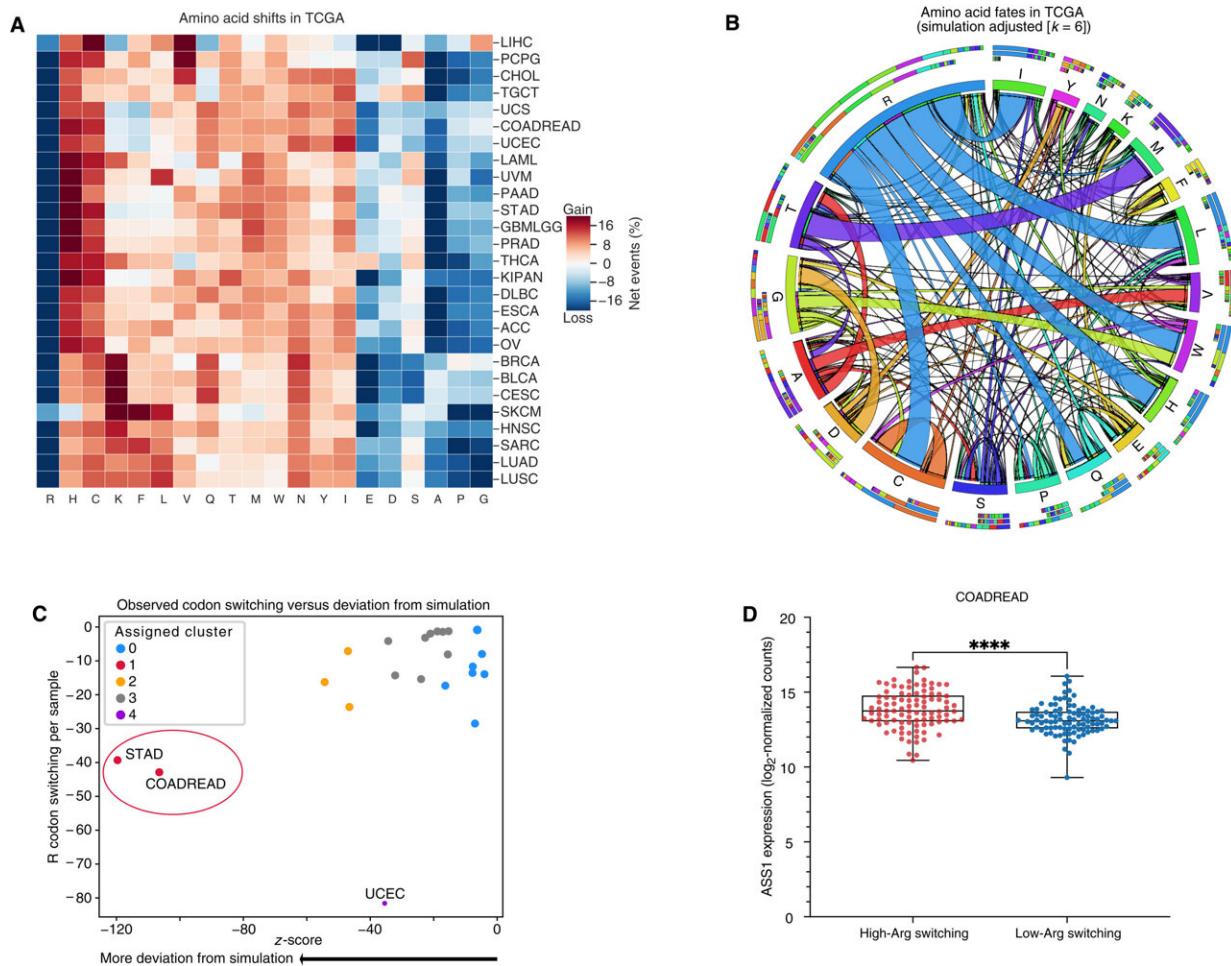 A
Amino acid shifts in TCGA
LIHC
PCPG
CHOL
TGCT
UCS
COADREAD
UCEC
LAML
UVM
PAAD
STAD
GBMLGG
PRAD
THCA
KIPAN
DLBC
ESCA
ACC
OV
BRCA
BLCA
CESC
SKCM
HNSC
SARC
LUAD
LUSC
R H C K F L V Q T M W N Y I E D S A P G
Gain
16
8
0
−8
−16
Loss
Net events (%)
B
Amino acid fates in TCGA
(simulation adjusted [k = 6])
R
I
Y
N
K
M
F
L
V
W
H
E
Q
P
S
C
D
A
G
T
C
Observed codon switching versus deviation from simulation
Assigned cluster
0
1
2
3
4
R codon switching per sample
0
−10
−20
−30
−40
−50
−60
−70
−80
STAD
COADREAD
UCEC
−120 −80 −40 0
z-score
More deviation from simulation
D
COADREAD
****
ASS1 expression (log2-normalized counts)
20
15
10
5
0
High-Arg switching Low-Arg switching